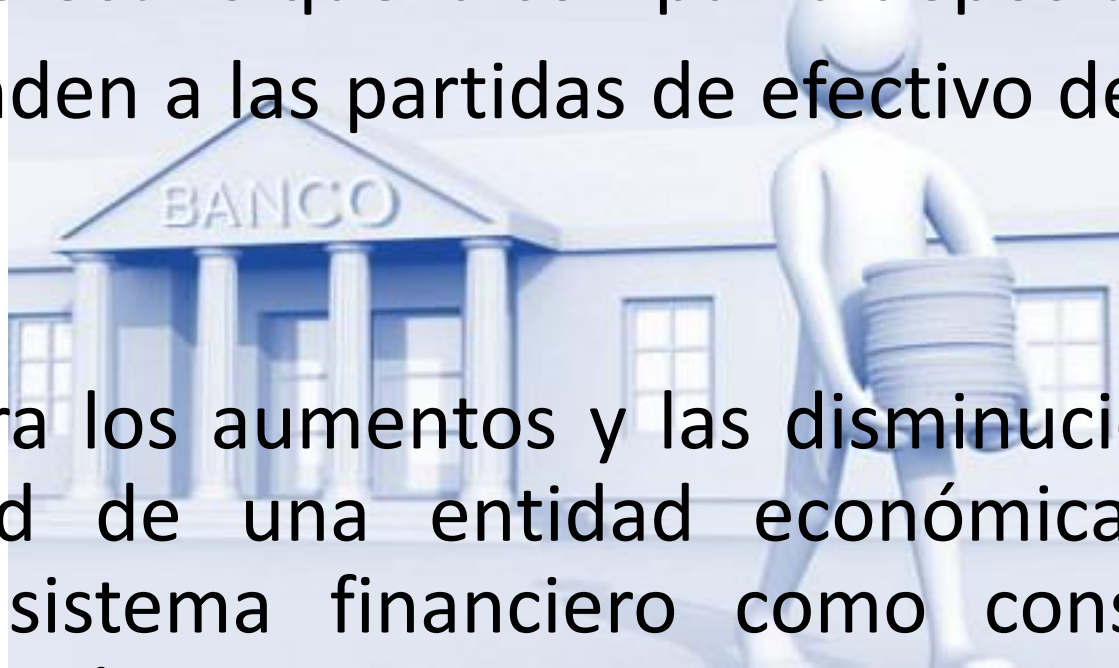 nden a las partidas de efectivo de
BANCO
ra los aumentos y las disminuci
d de una entidad económica
sistema financiero como cons